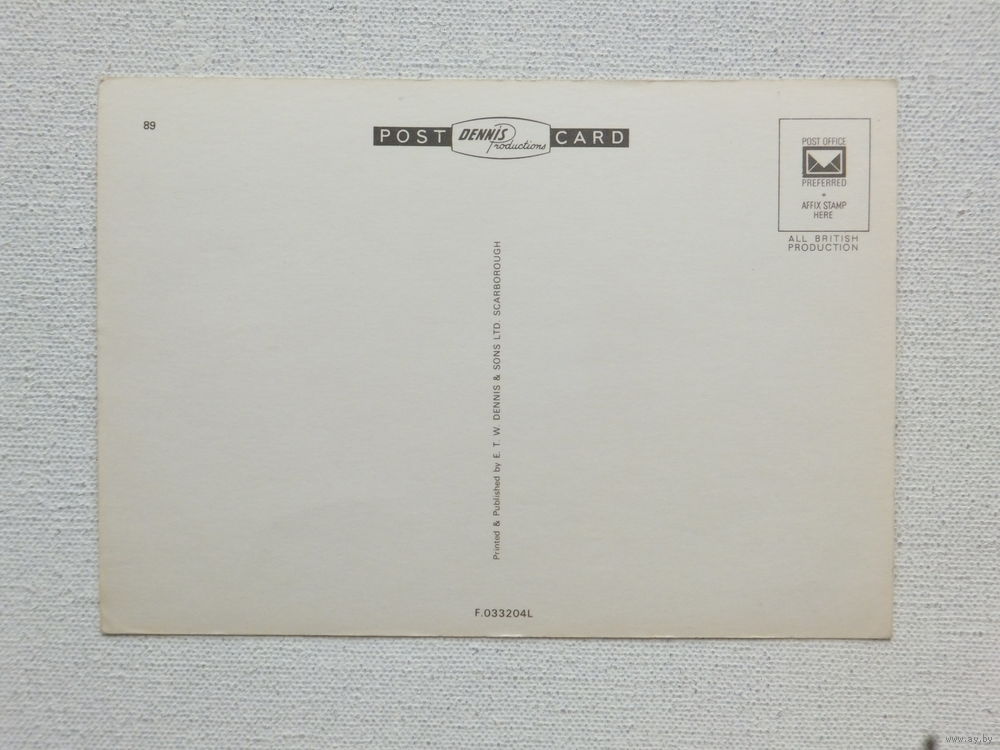 89
POST DENNIS Productions CARD
POST OFFICE
PREFERRED
AFFIX STAMP
HERE
ALL BRITISH
PRODUCTION
Printed & Published by E. T. W. DENNIS & SONS LTD. SCARBOROUGH
F.033204L
www.ay.by